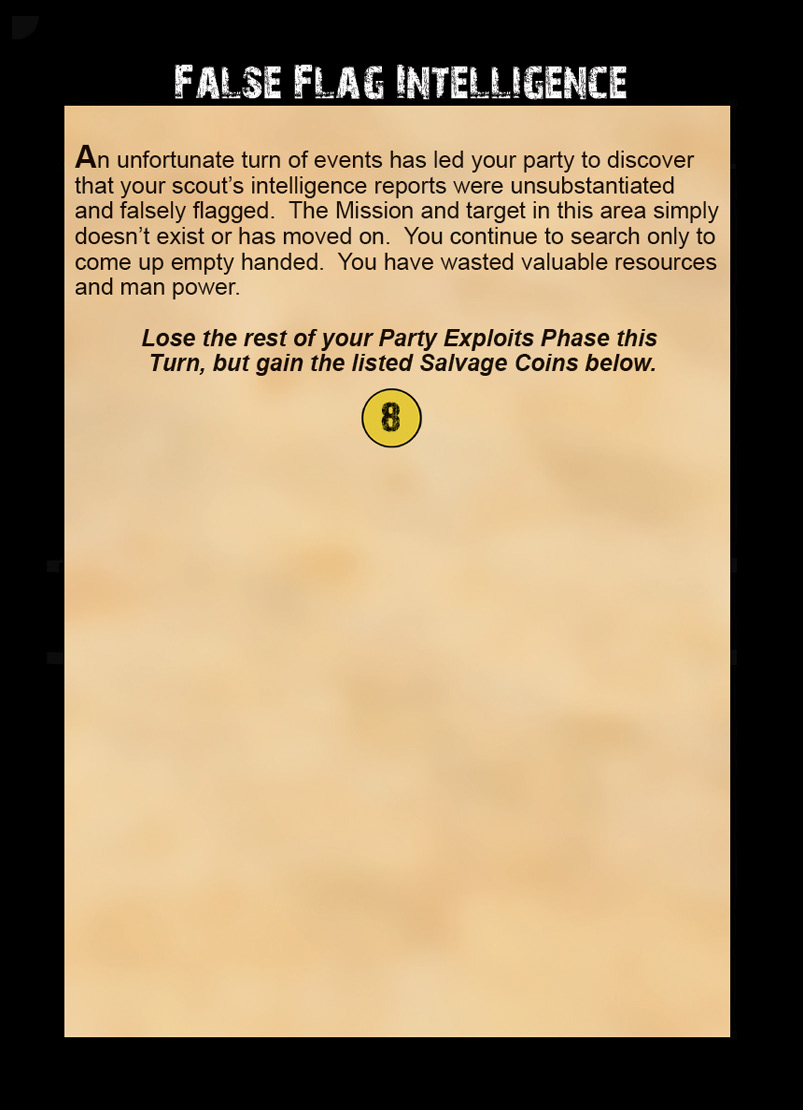 False Flag Intelligence
An unfortunate turn of events has led your party to discover
that your scout’s intelligence reports were unsubstantiated
and falsely flagged.  The Mission and target in this area simply
doesn’t exist or has moved on.  You continue to search only to
come up empty handed.  You have wasted valuable resources
and man power.
Lose the rest of your Party Exploits Phase this
Turn, but gain the listed Salvage Coins below.
8